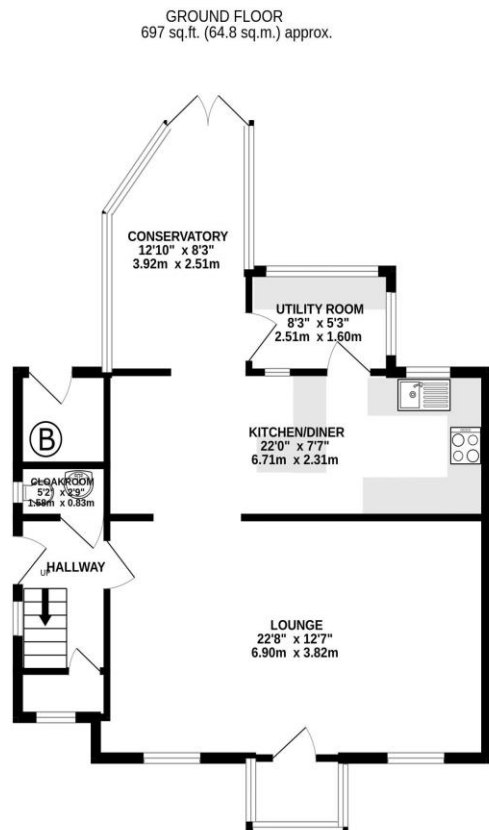 GROUND FLOOR
697 sq.ft. (64.8 sq.m.) approx.
CONSERVATORY
12'10" x 8'3"
3.92m x 2.51m
UTILITY ROOM
8'3" x 5'3"
2.51m x 1.60m
KITCHEN/DINER
22'0" x 7'7"
6.71m x 2.31m
B
CLOAKROOM
5'2" x 2'9"
1.58m x 0.83m
HALLWAY
UP
LOUNGE
22'8" x 12'7"
6.90m x 3.82m